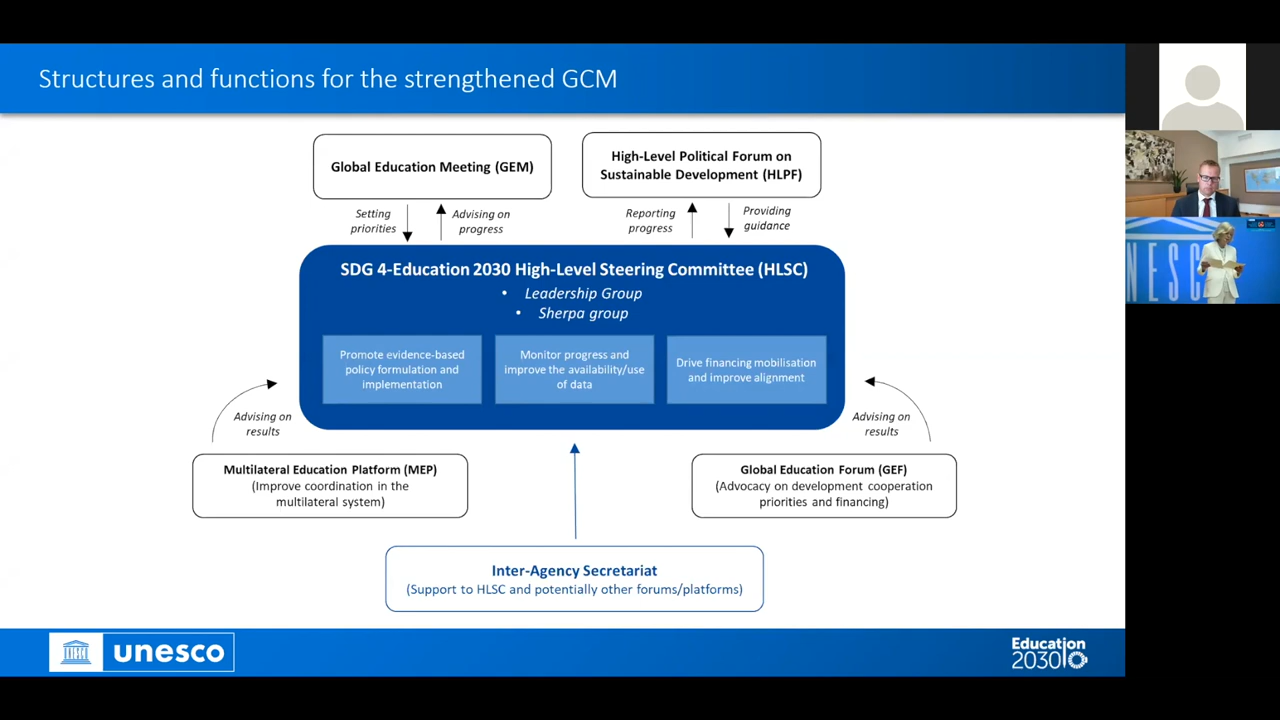 Structures and functions for the strengthened GCM
Global Education Meeting (GEM)
High-Level Political Forum on
Sustainable Development (HLPF)
Setting
priorities
Advising on
progress
Reporting
progress
Providing
guidance
SDG 4-Education 2030 High-Level Steering Committee (HLSC)
• Leadership Group
• Sherpa group
Promote evidence-based
policy formulation and
implementation
Monitor progress and
improve the availability/use
of data
Drive financing mobilisation
and improve alignment
Advising on
results
Advising on
results
Multilateral Education Platform (MEP)
(Improve coordination in the
multilateral system)
Global Education Forum (GEF)
(Advocacy on development cooperation
priorities and financing)
Inter-Agency Secretariat
(Support to HLSC and potentially other forums/platforms)
unesco
Education
2030
NESC